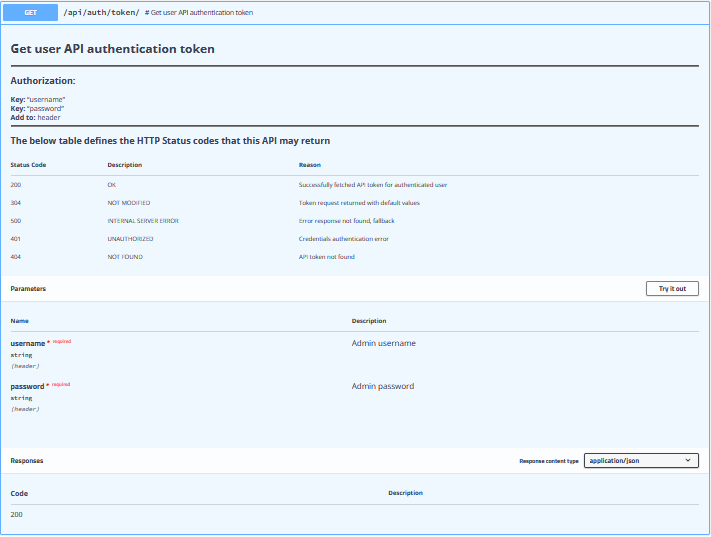 GET /api/auth/token/ # Get user API authentication token
Get user API authentication token
Authorization:
Key: "username"
Key: "password"
Add to: header
The below table defines the HTTP Status codes that this API may return
Status Code Description Reason
200 OK Successfully fetched API token for authenticated user
304 NOT MODIFIED Token request returned with default values
500 INTERNAL SERVER ERROR Error response not found, fallback
401 UNAUTHORIZED Credentials authentication error
404 NOT FOUND API token not found
Parameters Try it out
Name Description
username * required Admin username
string
(header)
password * required Admin password
string
(header)
Responses Response content type application/json
Code Description
200